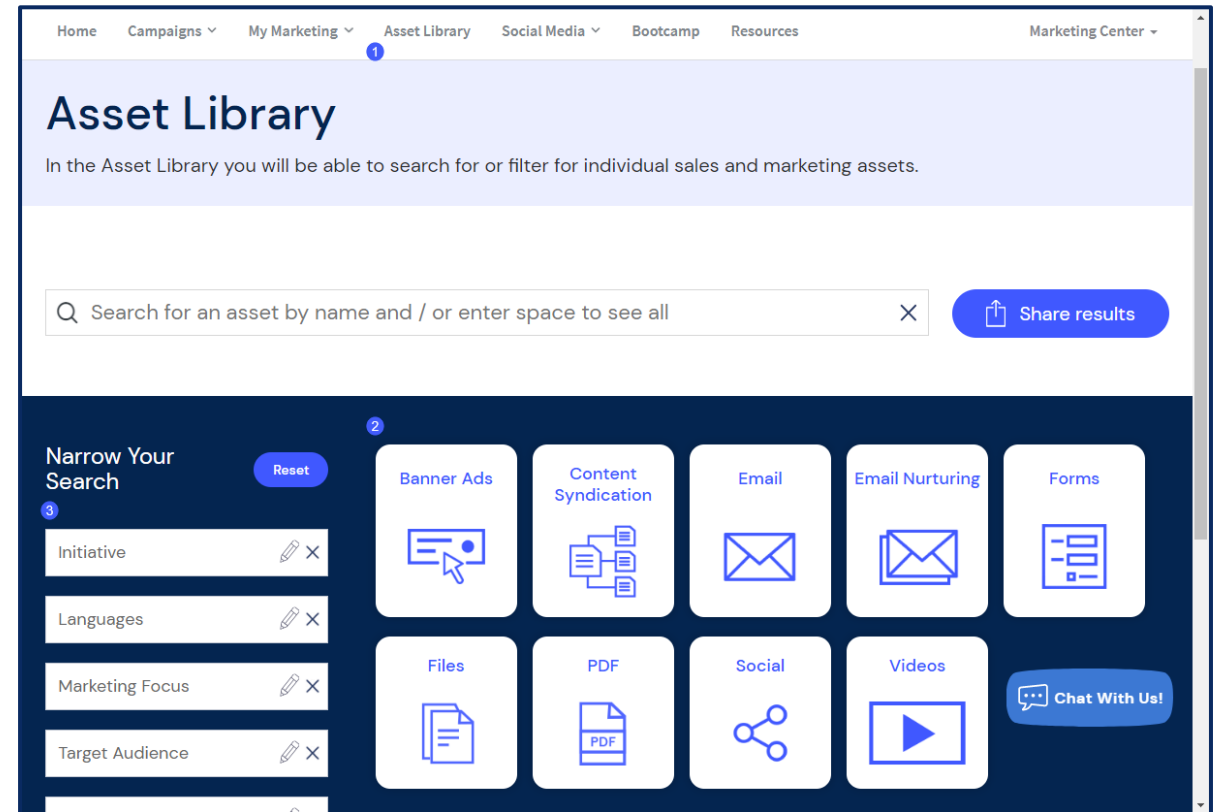 Home Campaigns My Marketing Asset Library Social Media Bootcamp Resources Marketing Center
1
Asset Library
In the Asset Library you will be able to search for or filter for individual sales and marketing assets.
Search for an asset by name and / or enter space to see all
Share results
2
Narrow Your
Search
Reset
3
Initiative
Languages
Marketing Focus
Target Audience
Banner Ads
Content
Syndication
Email
Email Nurturing
Forms
Files
PDF
PDF
Social
Videos
Chat With Us!